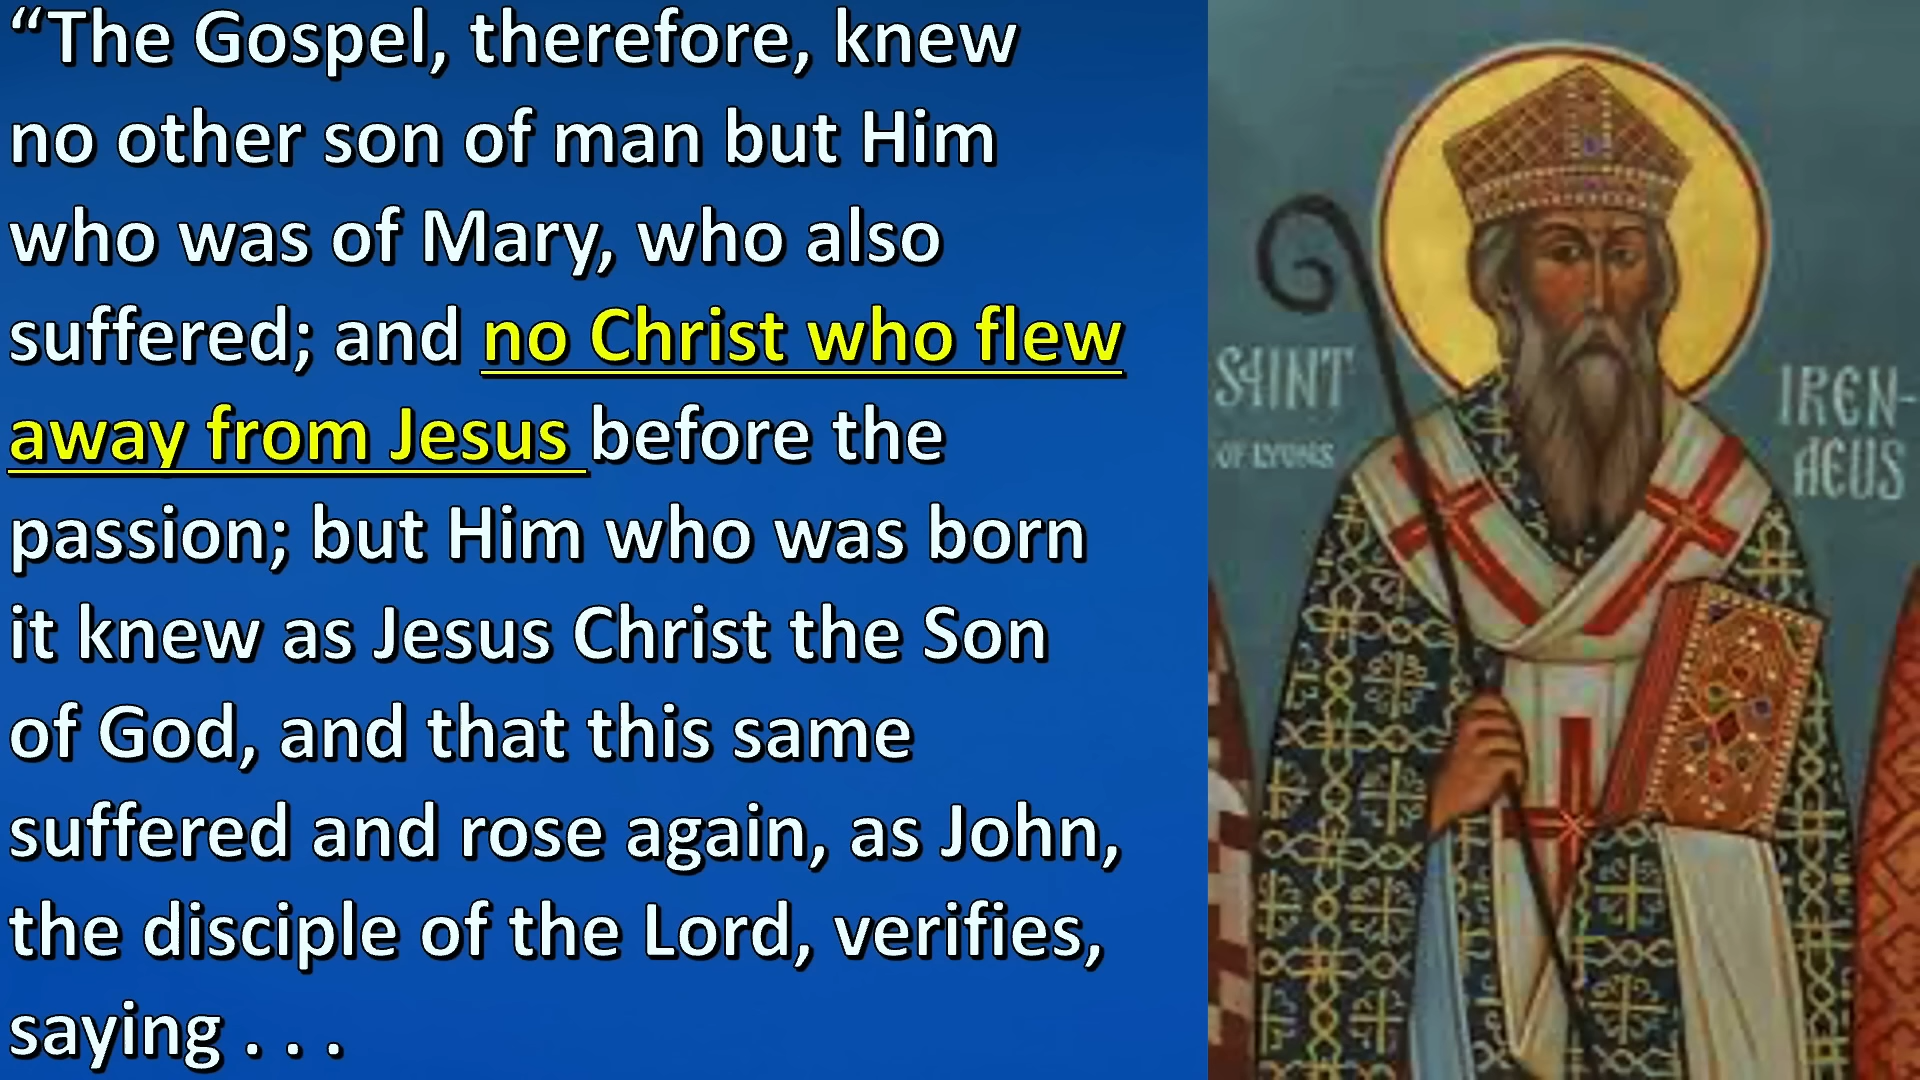 “The Gospel, therefore, knew
no other son of man but Him
who was of Mary, who also
suffered; and no Christ who flew
away from Jesus before the
passion; but Him who was born
it knew as Jesus Christ the Son
of God, and that this same
suffered and rose again, as John,
the disciple of the Lord, verifies,
saying . . .
SAINT
OF LYONS
IREN-
AEUS